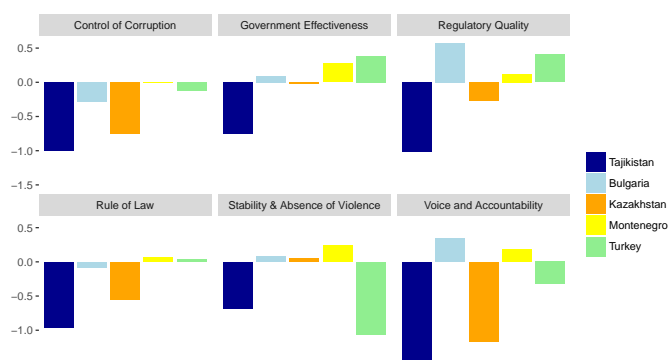 Control of Corruption
Government Effectiveness
Regulatory Quality
0.5
0.0
−0.5
−1.0
−1.5
Rule of Law
Stability & Absence of Violence
Voice and Accountability
0.5
0.0
−0.5
−1.0
Tajikistan
Bulgaria
Kazakhstan
Montenegro
Turkey